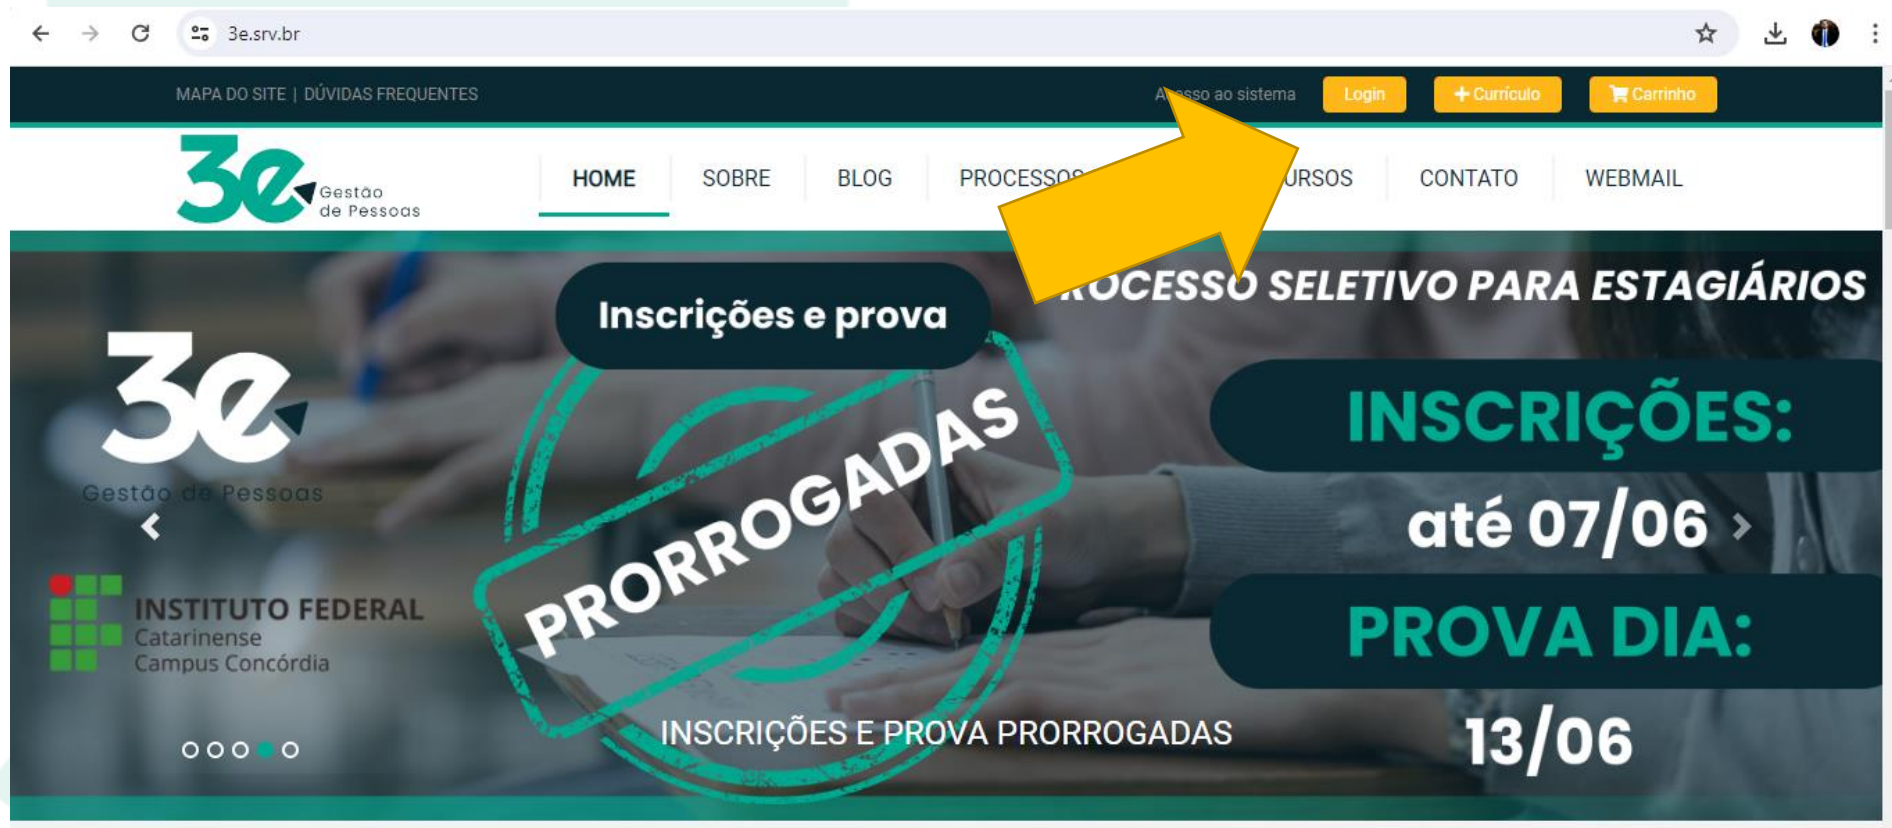 3e.srv.br
MAPA DO SITE | DÚVIDAS FREQUENTES
ao sistema
Login
+ Currículo
Carrinho
3e
Gestão
de Pessoas
HOME
SOBRE
BLOG
PROCESSOS
CONTATO
WEBMAIL
Inscrições e prova
PRORROGADAS
SELETIVO PARA ESTAGIÁRIOS
INSCRIÇÕES:
até 07/06
PROVA DIA:
13/06
3e
Gestão de Pessoas
INSTITUTO FEDERAL
Catarinense
Campus Concórdia
INSCRIÇÕES E PROVA PRORROGADAS